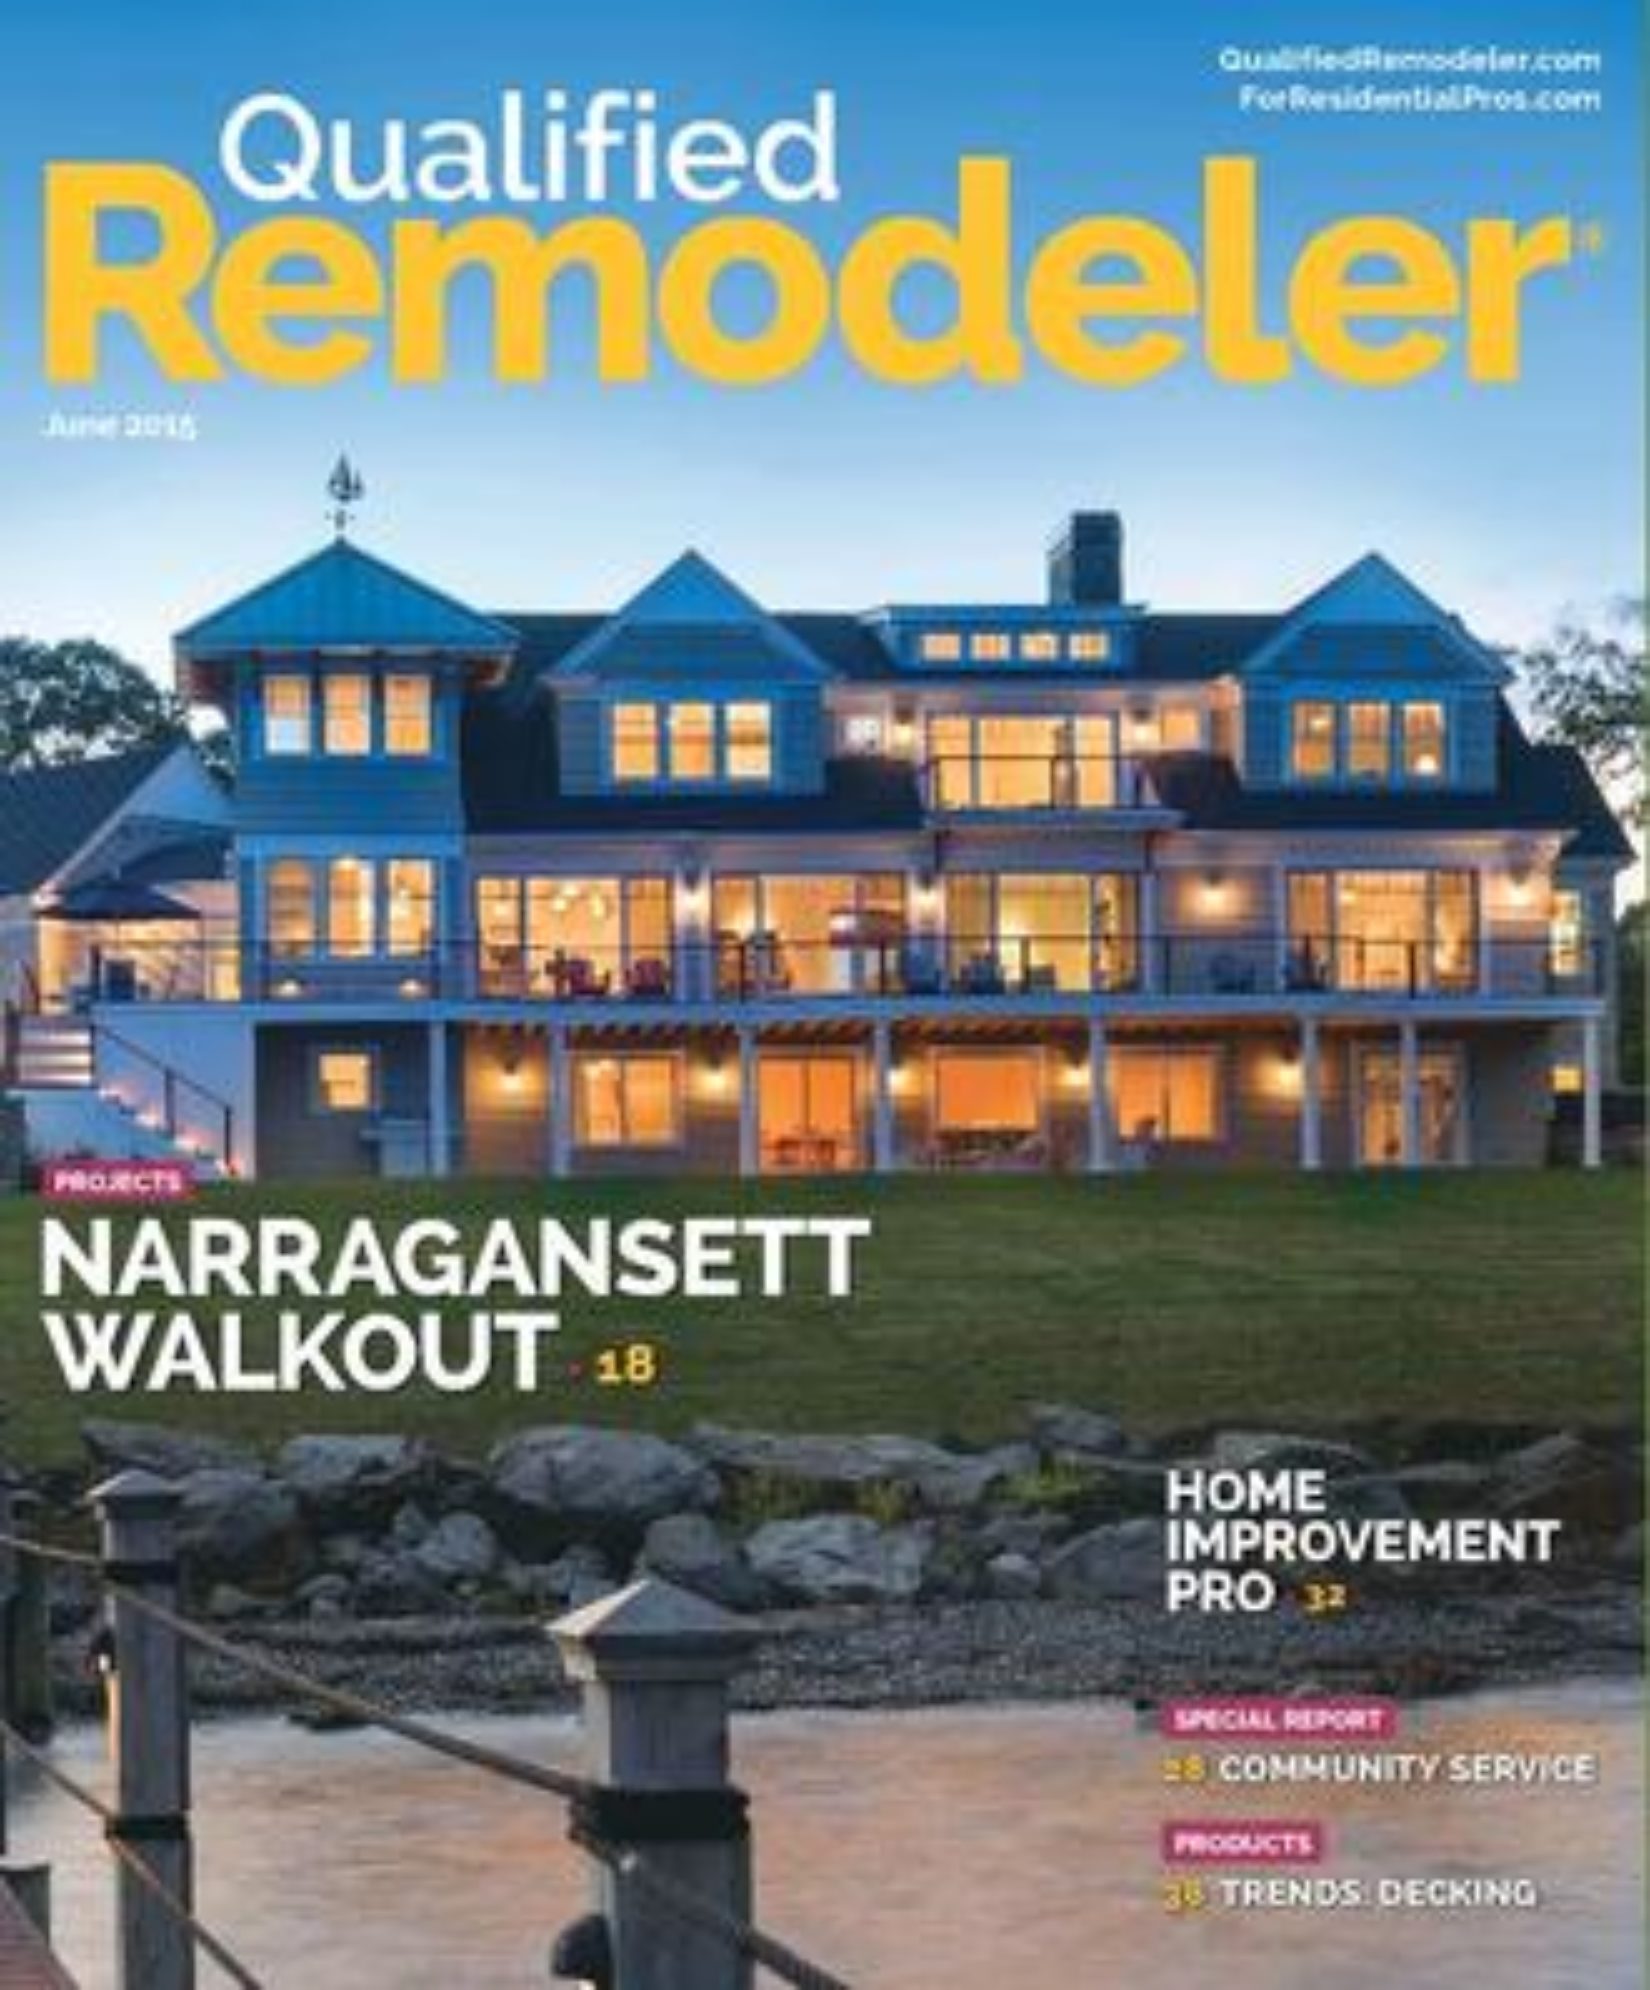 QualifiedRemodeler.com
ForResidentialPros.com
Qualified
Remodeler®
June 2015
PROJECTS
NARRAGANSETT
WALKOUT • 18
HOME
IMPROVEMENT
PRO • 32
SPECIAL REPORT
28 COMMUNITY SERVICE
PRODUCTS
TRENDS: DECKING